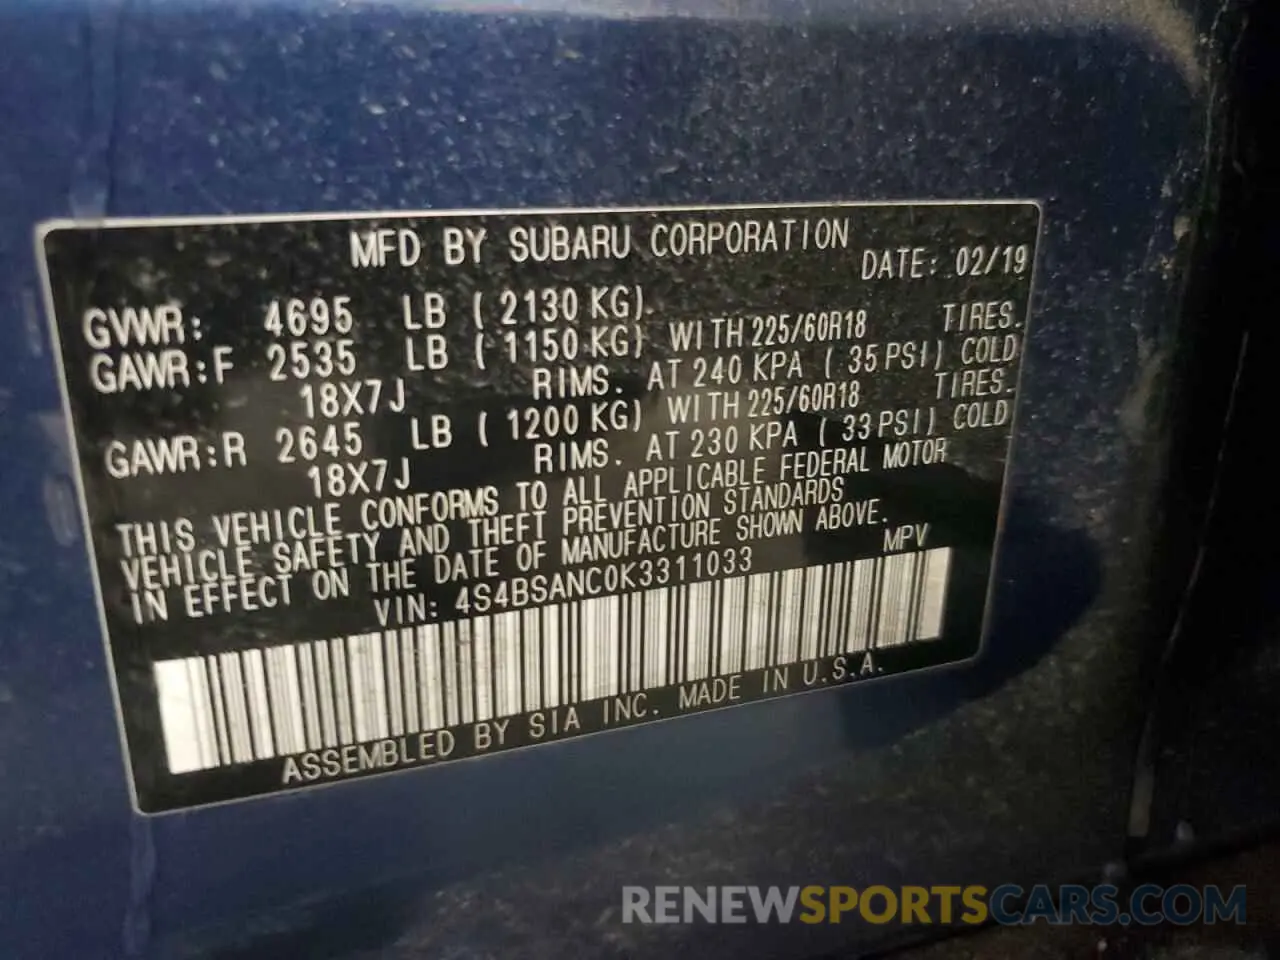 MFD BY SUBARU CORPORATION
DATE: 02/19
GVWR: 4695 LB ( 2130 KG).
GAWR:F 2535 LB ( 1150 KG) WITH 225/60R18 TIRES.
18X7J RIMS. AT 240 KPA ( 35 PSI) COLD
GAWR:R 2645 LB ( 1200 KG) WITH 225/60R18 TIRES.
18X7J RIMS. AT 230 KPA ( 33 PSI) COLD
THIS VEHICLE CONFORMS TO ALL APPLICABLE FEDERAL MOTOR
VEHICLE SAFETY AND THEFT PREVENTION STANDARDS
IN EFFECT ON THE DATE OF MANUFACTURE SHOWN ABOVE.
VIN: 4S4BSANC0K3311033 MPV
ASSEMBLED BY SIA INC. MADE IN U.S.A.
RENEWSPORTSCARS.COM